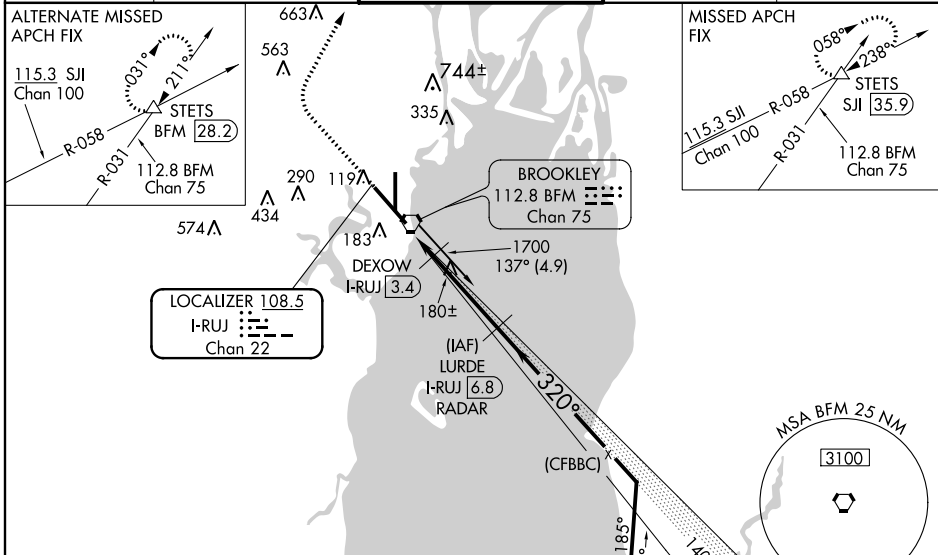 ALTERNATE MISSED
APCH FIX
115.3 SJI
Chan 100
031°
211°
STETS
BFM 28.2
R-058
R-031
112.8 BFM
Chan 75
663
563
744±
335
MISSED APCH
FIX
058°
238°
STETS
SJI 35.9
115.3 SJI
Chan 100
R-058
R-031
112.8 BFM
Chan 75
BROOKLEY
112.8 BFM
Chan 75
119
290
434
574
183
1700
137° (4.9)
DEXOW
I-RUJ 3.4
180±
LOCALIZER 108.5
I-RUJ
Chan 22
(IAF)
LURDE
I-RUJ 6.8
RADAR
320°
(CFBBC)
x
185°
140
MSA BFM 25 NM
3100